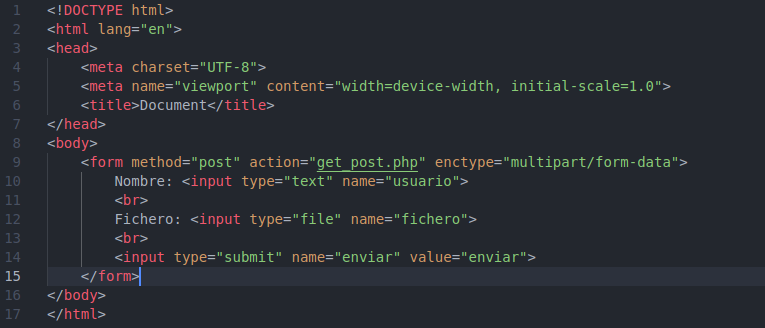 1 <!DOCTYPE html>
2 <html lang="en">
3 <head>
4     <meta charset="UTF-8">
5     <meta name="viewport" content="width=device-width, initial-scale=1.0">
6     <title>Document</title>
7 </head>
8 <body>
9     <form method="post" action="get_post.php" enctype="multipart/form-data">
10         Nombre: <input type="text" name="usuario">
11         <br>
12         Fichero: <input type="file" name="fichero">
13         <br>
14         <input type="submit" name="enviar" value="enviar">
15     </form>
16 </body>
17 </html>